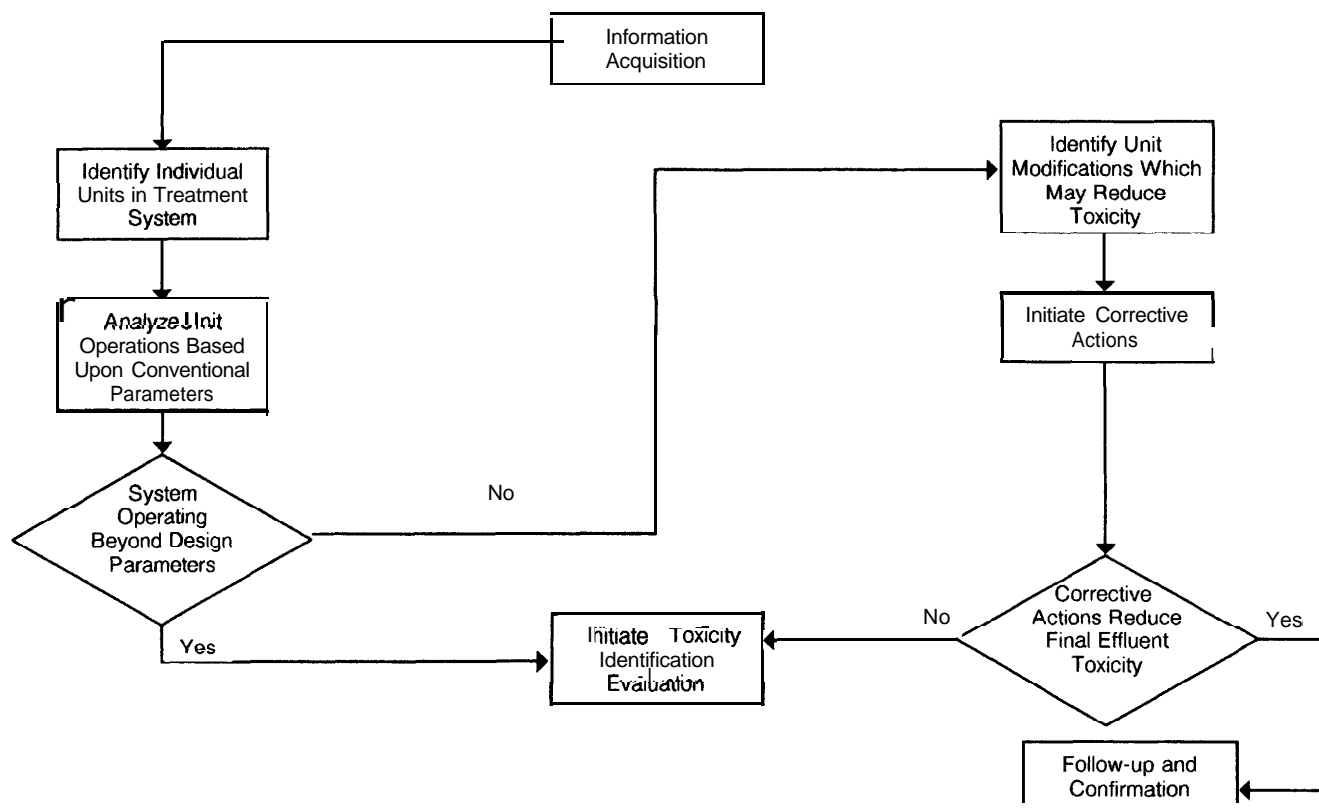 Information
Acquisition
Identify Individual
Units in Treatment
System
Analyze Unit
Operations Based
Upon Conventional
Parameters
System
Operating
Beyond Design
Parameters
No
Yes
Identify Unit
Modifications Which
May Reduce
Toxicity
Initiate Corrective
Actions
Corrective
Actions Reduce
Final Effluent
Toxicity
No
Yes
Initiate Toxicity
Identification
Evaluation
Follow-up and
Confirmation